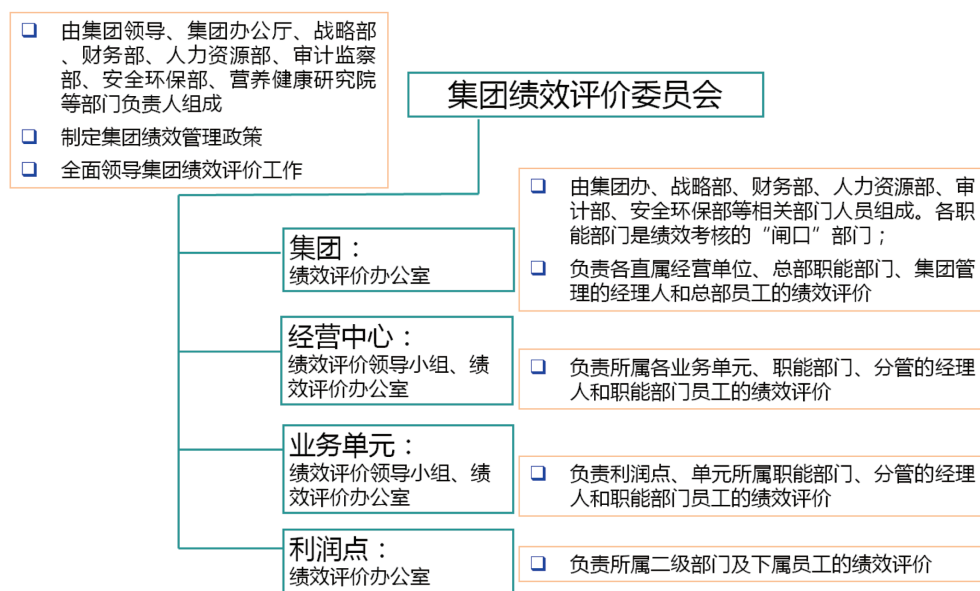 由集团领导、集团办公厅、战略部
、财务部、人力资源部、审计监察
部、安全环保部、营养健康研究院
等部门负责人组成
制定集团绩效管理政策
全面领导集团绩效评价工作
集团绩效评价委员会
集团：
绩效评价办公室
由集团办、战略部、财务部、人力资源部、审
计部、安全环保部等相关部门人员组成。各职
能部门是绩效考核的“闸口”部门；
负责各直属经营单位、总部职能部门、集团管
理的经理人和总部员工的绩效评价
经营中心：
绩效评价领导小组、绩
效评价办公室
负责所属各业务单元、职能部门、分管的经理
人和职能部门员工的绩效评价
业务单元：
绩效评价领导小组、绩
效评价办公室
负责利润点、单元所属职能部门、分管的经理
人和职能部门员工的绩效评价
利润点：
绩效评价办公室
负责所属二级部门及下属员工的绩效评价